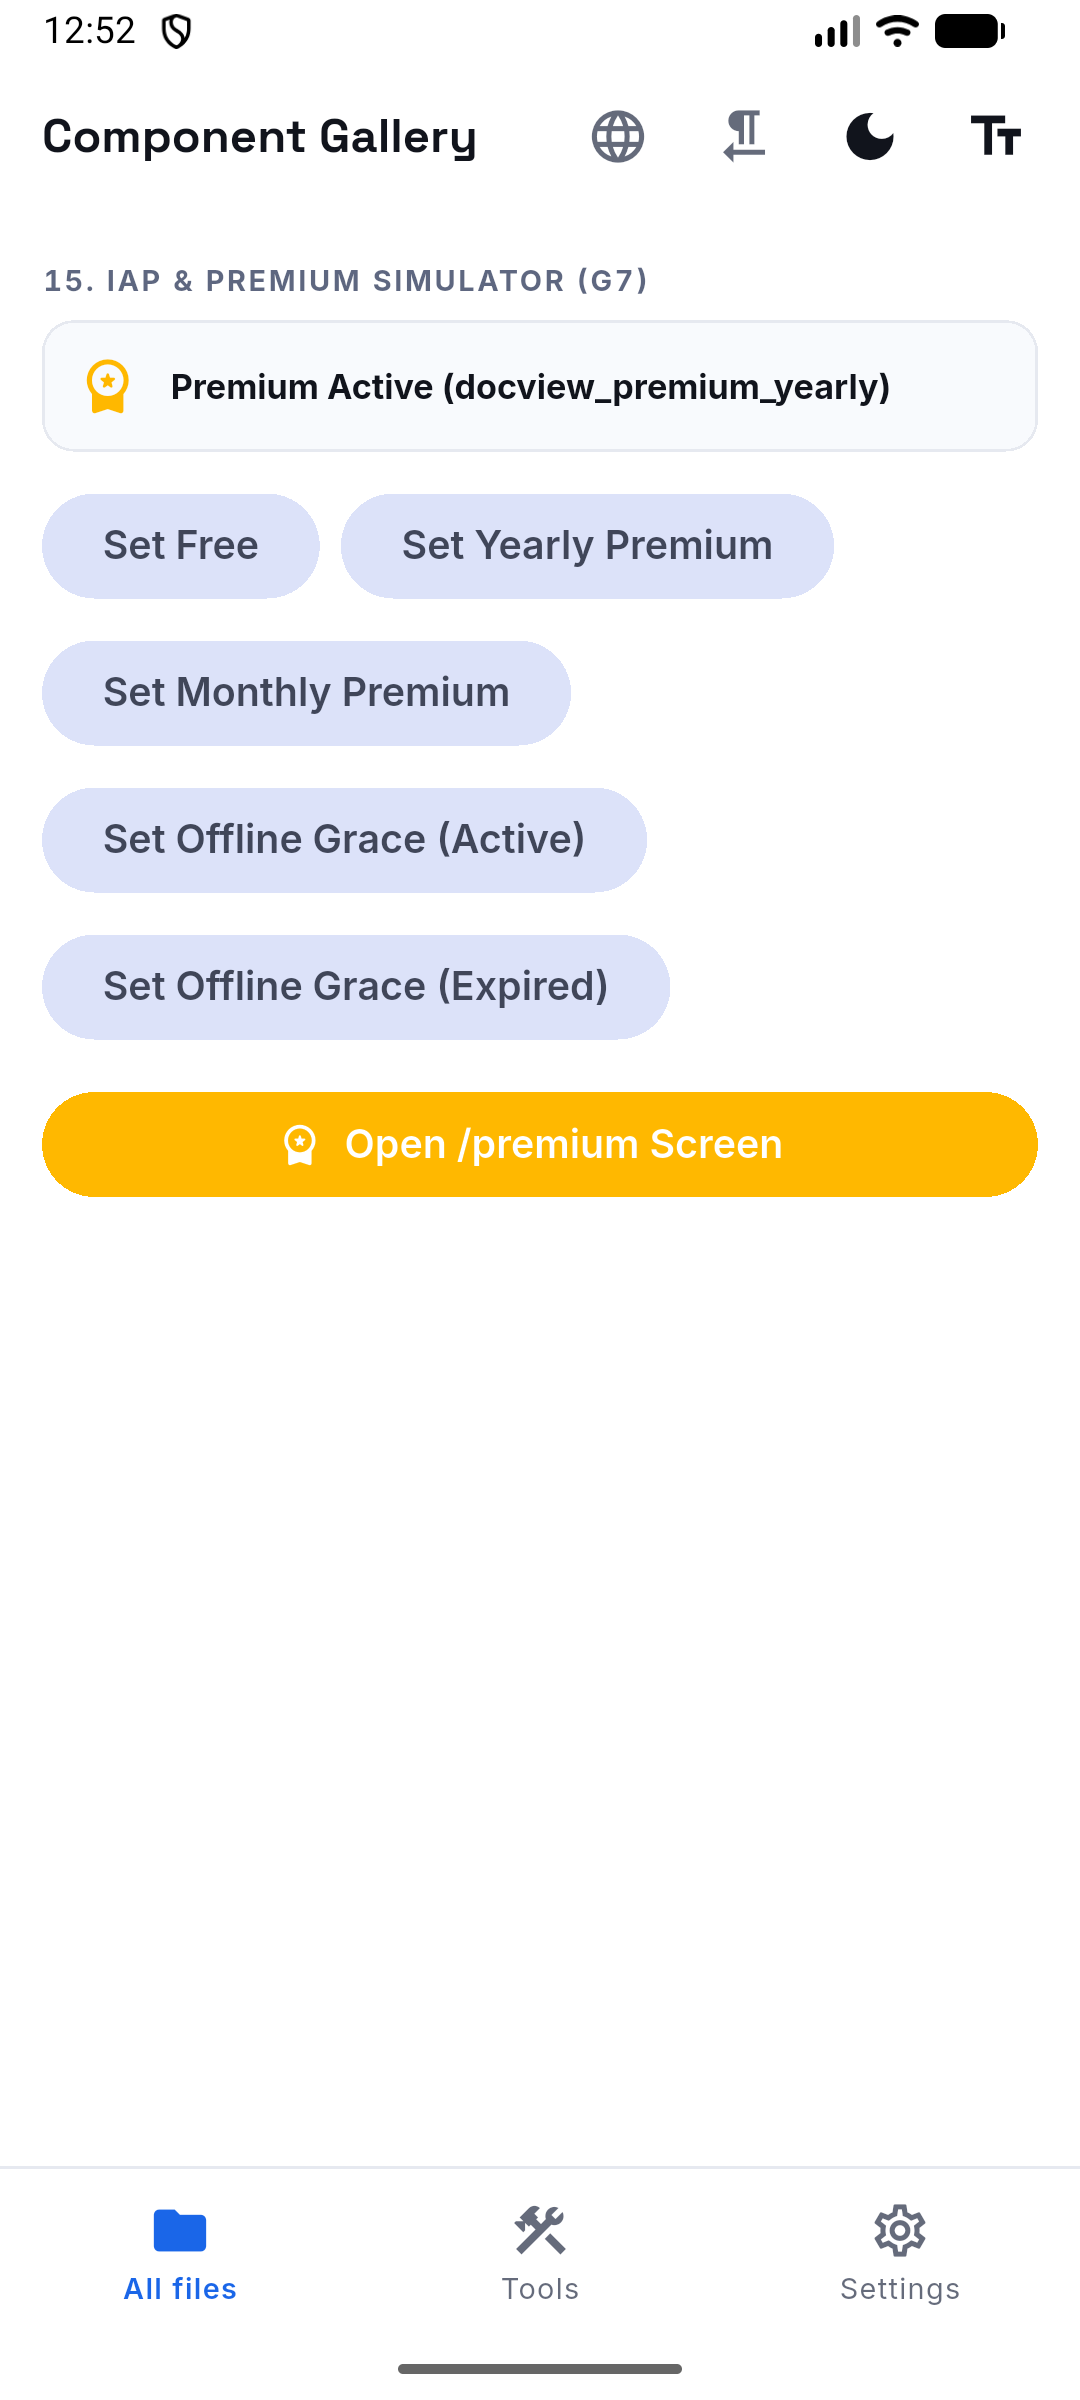 12:52
Component Gallery
15. IAP & PREMIUM SIMULATOR (G7)
Premium Active (docview_premium_yearly)
Set Free
Set Yearly Premium
Set Monthly Premium
Set Offline Grace (Active)
Set Offline Grace (Expired)
Open /premium Screen
All files
Tools
Settings